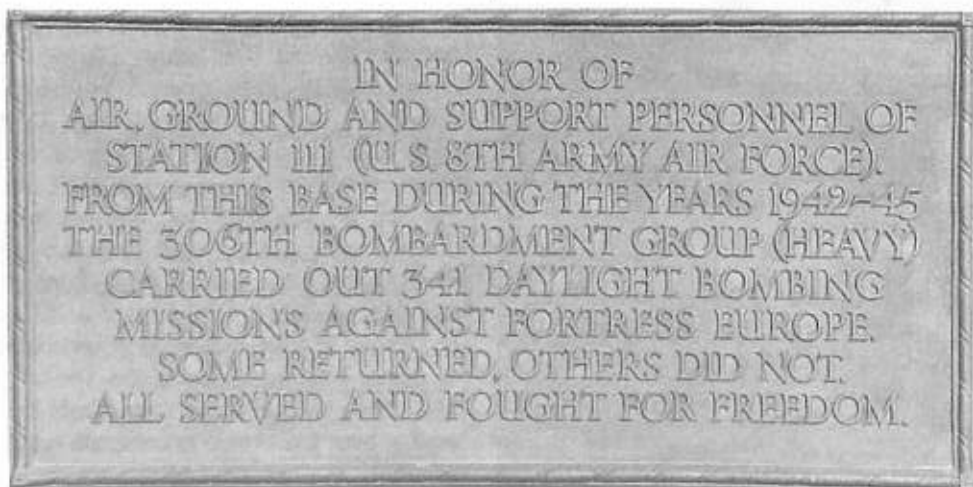 IN HONOR OF
AIR, GROUND AND SUPPORT PERSONNEL OF
STATION 111 (U.S. 8TH ARMY AIR FORCE).
FROM THIS BASE DURING THE YEARS 1942-45
THE 306TH BOMBARDMENT GROUP (HEAVY)
CARRIED OUT 341 DAYLIGHT BOMBING
MISSIONS AGAINST FORTRESS EUROPE.
SOME RETURNED, OTHERS DID NOT.
ALL SERVED AND FOUGHT FOR FREEDOM.